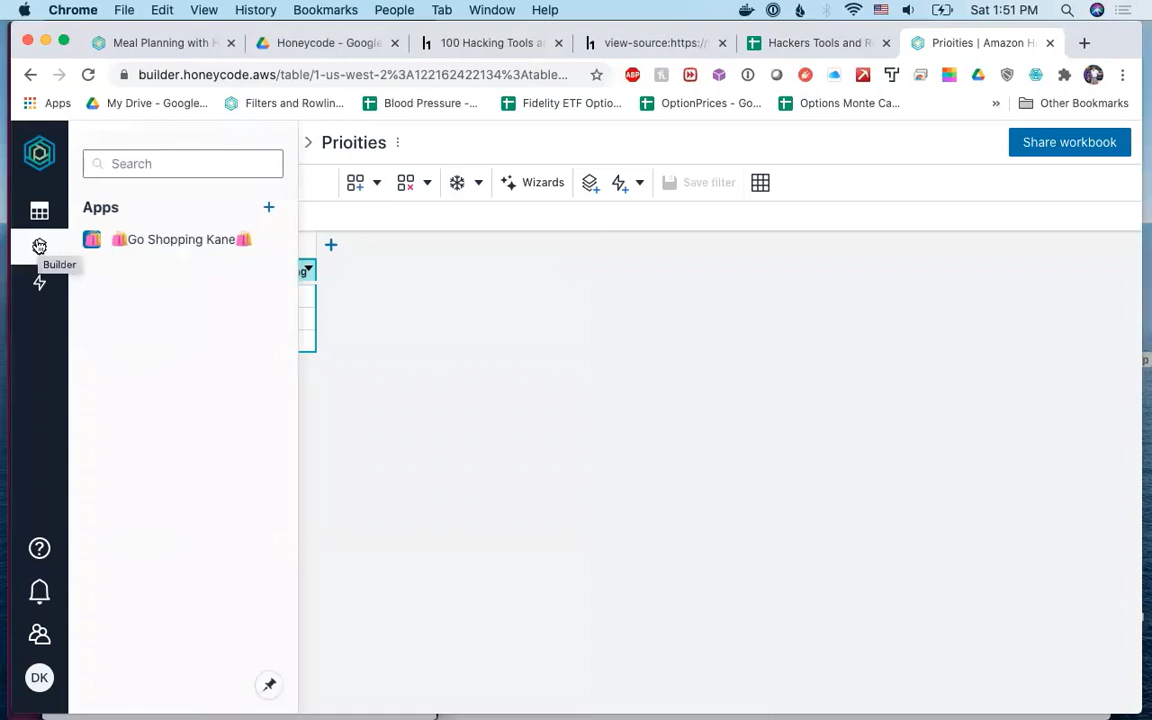 Chrome File Edit View History Bookmarks People Tab Window Help Sat 1:51 PM
Meal Planning with H
Honeycode - Google
100 Hacking Tools a
view-source:https://
Hackers Tools and R
Prioities | Amazon H
builder.honeycode.aws/table/1-us-west-2%3A122162422134%3Atable...
ABP
Apps My Drive - Google... Filters and Rowlin... Blood Pressure -... Fidelity ETF Optio... OptionPrices - Go... Options Monte Ca... » Other Bookmarks
Prioities
Share workbook
Search
Wizards
Save filter
Apps
Go Shopping Kane
Builder
DK